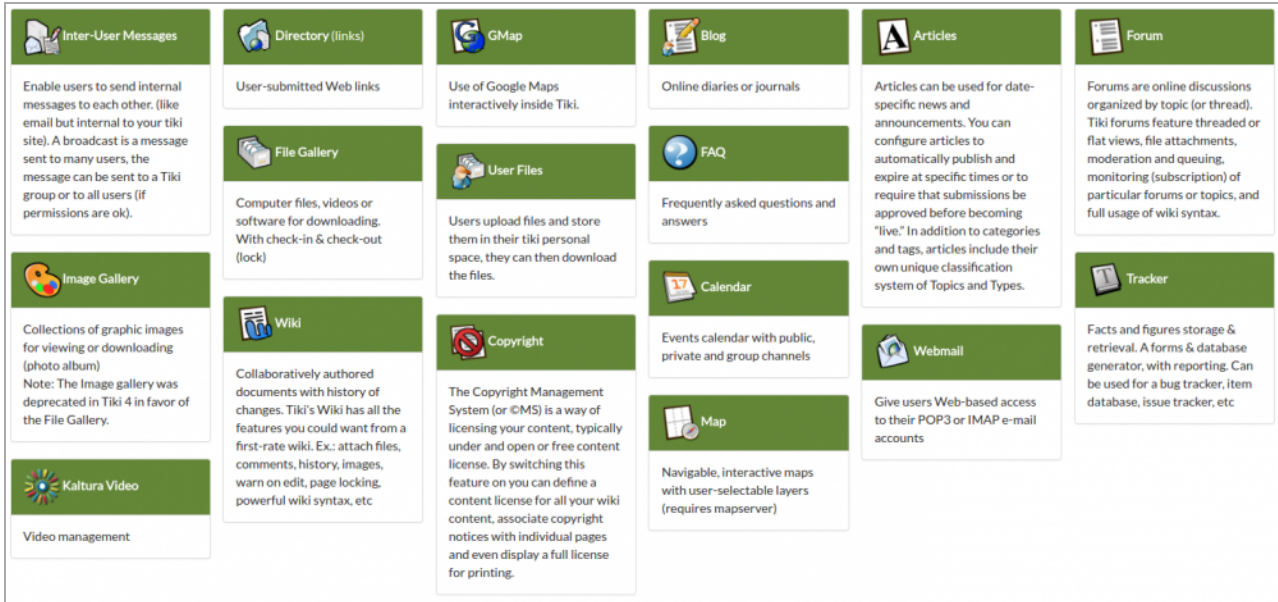 Inter-User Messages
Enable users to send internal
messages to each other. (like
email but internal to your tiki
site). A broadcast is a message
sent to many users, the
message can be sent to a Tiki
group or to all users (if
permissions are ok).
Image Gallery
Collections of graphic images
for viewing or downloading
(photo album)
Note: The Image gallery was
deprecated in Tiki 4 in favor of
the File Gallery.
Kaltura Video
Video management
Directory (links)
User-submitted Web links
File Gallery
Computer files, videos or
software for downloading.
With check-in & check-out
(lock)
Wiki
Collaboratively authored
documents with history of
changes. Tiki's Wiki has all the
features you could want from a
first-rate wiki. Ex.: attach files,
comments, history, images,
warn on edit, page locking,
powerful wiki syntax, etc
GMap
Use of Google Maps
interactively inside Tiki.
User Files
Users upload files and store
them in their tiki personal
space, they can then download
the files.
Copyright
The Copyright Management
System (or ©MS) is a way of
licensing your content, typically
under and open or free content
license. By switching this
feature on you can define a
content license for all your wiki
content, associate copyright
notices with individual pages
and even display a full license
for printing.
Blog
Online diaries or journals
FAQ
Frequently asked questions and
answers
17
Calendar
Events calendar with public,
private and group channels
Map
Navigable, interactive maps
with user-selectable layers
(requires mapserver)
A
Articles
Articles can be used for date-
specific news and
announcements. You can
configure articles to
automatically publish and
expire at specific times or to
require that submissions be
approved before becoming
"live." In addition to categories
and tags, articles include their
own unique classification
system of Topics and Types.
Webmail
Give users Web-based access
to their POP3 or IMAP e-mail
accounts
Forum
Forums are online discussions
organized by topic (or thread).
Tiki forums feature threaded or
flat views, file attachments,
moderation and queuing,
monitoring (subscription) of
particular forums or topics, and
full usage of wiki syntax.
T
Tracker
Facts and figures storage &
retrieval. A forms & database
generator, with reporting. Can
be used for a bug tracker, item
database, issue tracker, etc